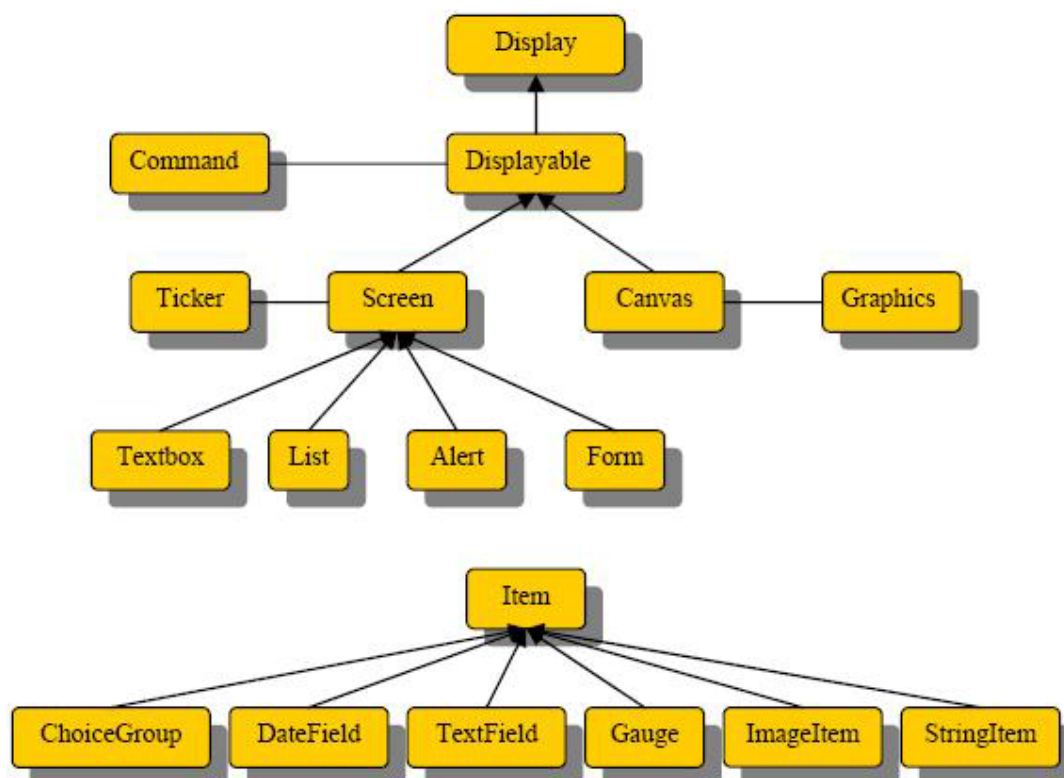 Display
Command
Displayable
Ticker
Screen
Canvas
Graphics
Textbox
List
Alert
Form
Item
ChoiceGroup
DateField
TextField
Gauge
ImageItem
StringItem